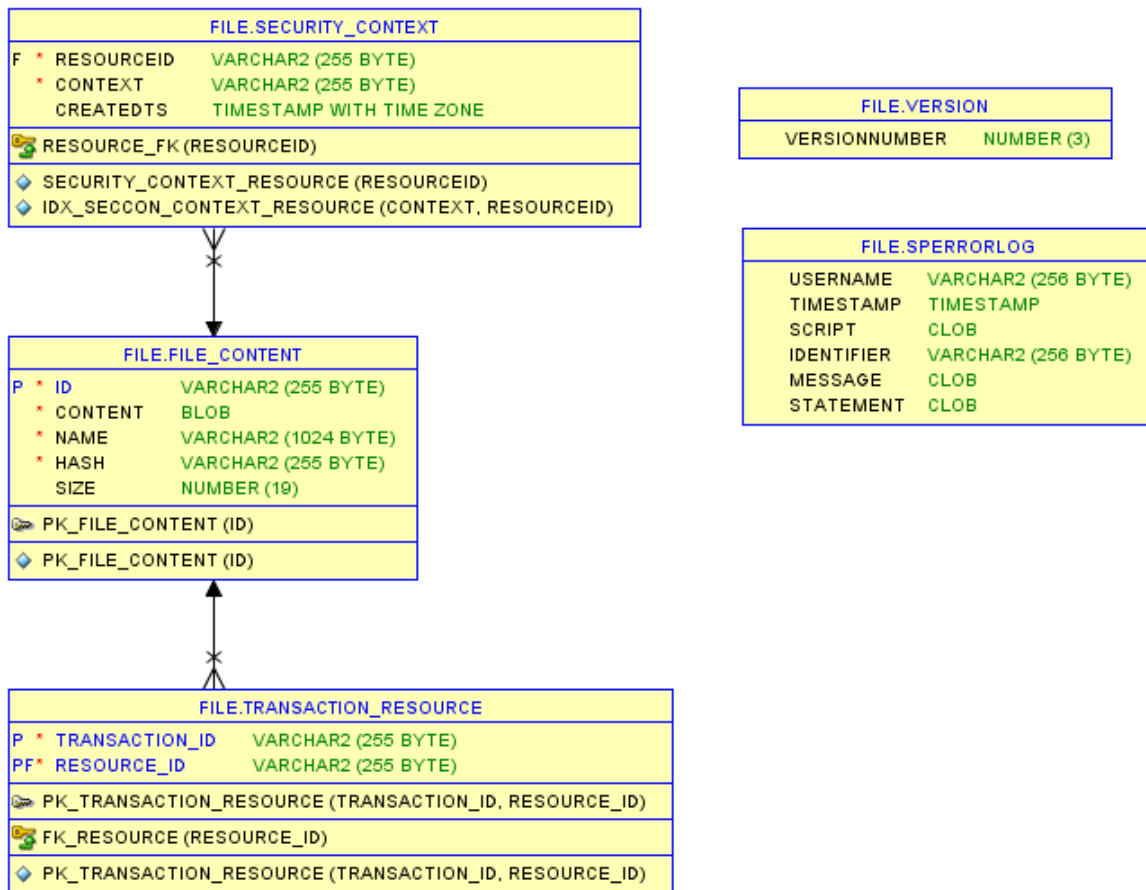 FILE.SECURITY_CONTEXT
F * RESOURCEID VARCHAR2 (255 BYTE)
* CONTEXT VARCHAR2 (255 BYTE)
CREATEDTS TIMESTAMP WITH TIME ZONE
RESOURCE_FK (RESOURCEID)
SECURITY_CONTEXT_RESOURCE (RESOURCEID)
IDX_SECCON_CONTEXT_RESOURCE (CONTEXT, RESOURCEID)
FILE.FILE_CONTENT
P * ID VARCHAR2 (255 BYTE)
* CONTENT BLOB
* NAME VARCHAR2 (1024 BYTE)
* HASH VARCHAR2 (255 BYTE)
SIZE NUMBER (19)
PK_FILE_CONTENT (ID)
PK_FILE_CONTENT (ID)
FILE.TRANSACTION_RESOURCE
P * TRANSACTION_ID VARCHAR2 (255 BYTE)
PF* RESOURCE_ID VARCHAR2 (255 BYTE)
PK_TRANSACTION_RESOURCE (TRANSACTION_ID, RESOURCE_ID)
FK_RESOURCE (RESOURCE_ID)
PK_TRANSACTION_RESOURCE (TRANSACTION_ID, RESOURCE_ID)
FILE.VERSION
VERSIONNUMBER NUMBER (3)
FILE.SPERRORLOG
USERNAME VARCHAR2 (256 BYTE)
TIMESTAMP TIMESTAMP
SCRIPT CLOB
IDENTIFIER VARCHAR2 (256 BYTE)
MESSAGE CLOB
STATEMENT CLOB